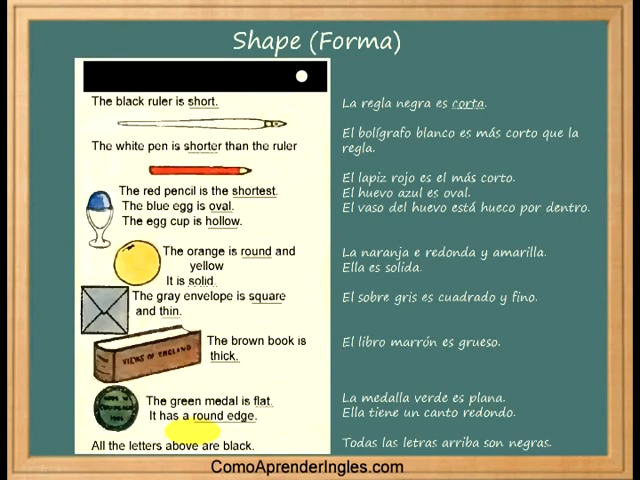 Shape (Forma)
The black ruler is short.
The white pen is shorter than the ruler
The red pencil is the shortest.
The blue egg is oval.
The egg cup is hollow.
The orange is round and
yellow
It is solid.
The gray envelope is square
and thin.
The brown book is
thick.
VIEWS OF ENGLAND
The green medal is flat.
It has a round edge.
All the letters above are black.
La regla negra es corta.
El bolígrafo blanco es más corto que la
regla.
El lapiz rojo es el más corto.
El huevo azul es oval.
El vaso del huevo está hueco por dentro.
La naranja e redonda y amarilla.
Ella es solida.
El sobre gris es cuadrado y fino.
El libro marrón es grueso.
La medalla verde es plana.
Ella tiene un canto redondo.
Todas las letras arriba son negras.
ComoAprenderIngles.com